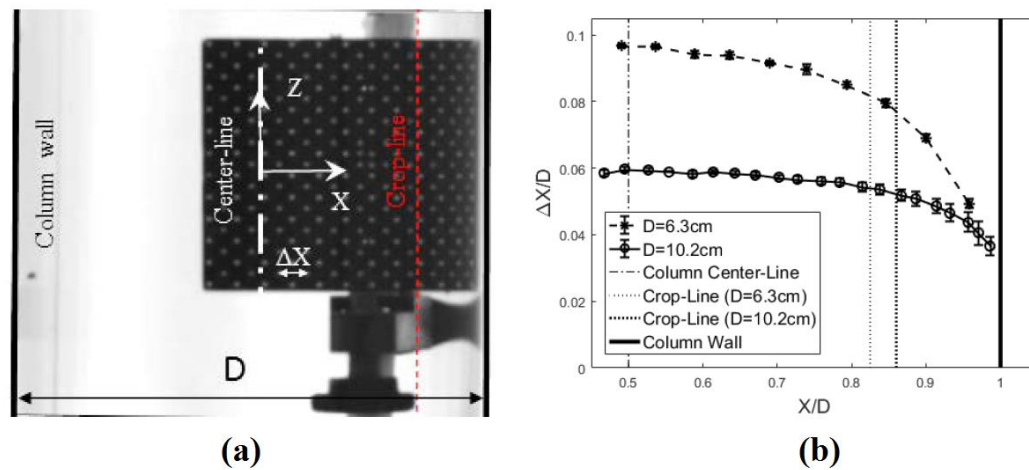 Column wall
Center-line
Z
X
ΔX
Crop-line
D
(a)
0.1
0.08
0.06
0.04
0.02
0
ΔX/D
D=6.3cm
D=10.2cm
Column Center-Line
Crop-Line (D=6.3cm)
Crop-Line (D=10.2cm)
Column Wall
0.5 0.6 0.7 0.8 0.9 1
X/D
(b)